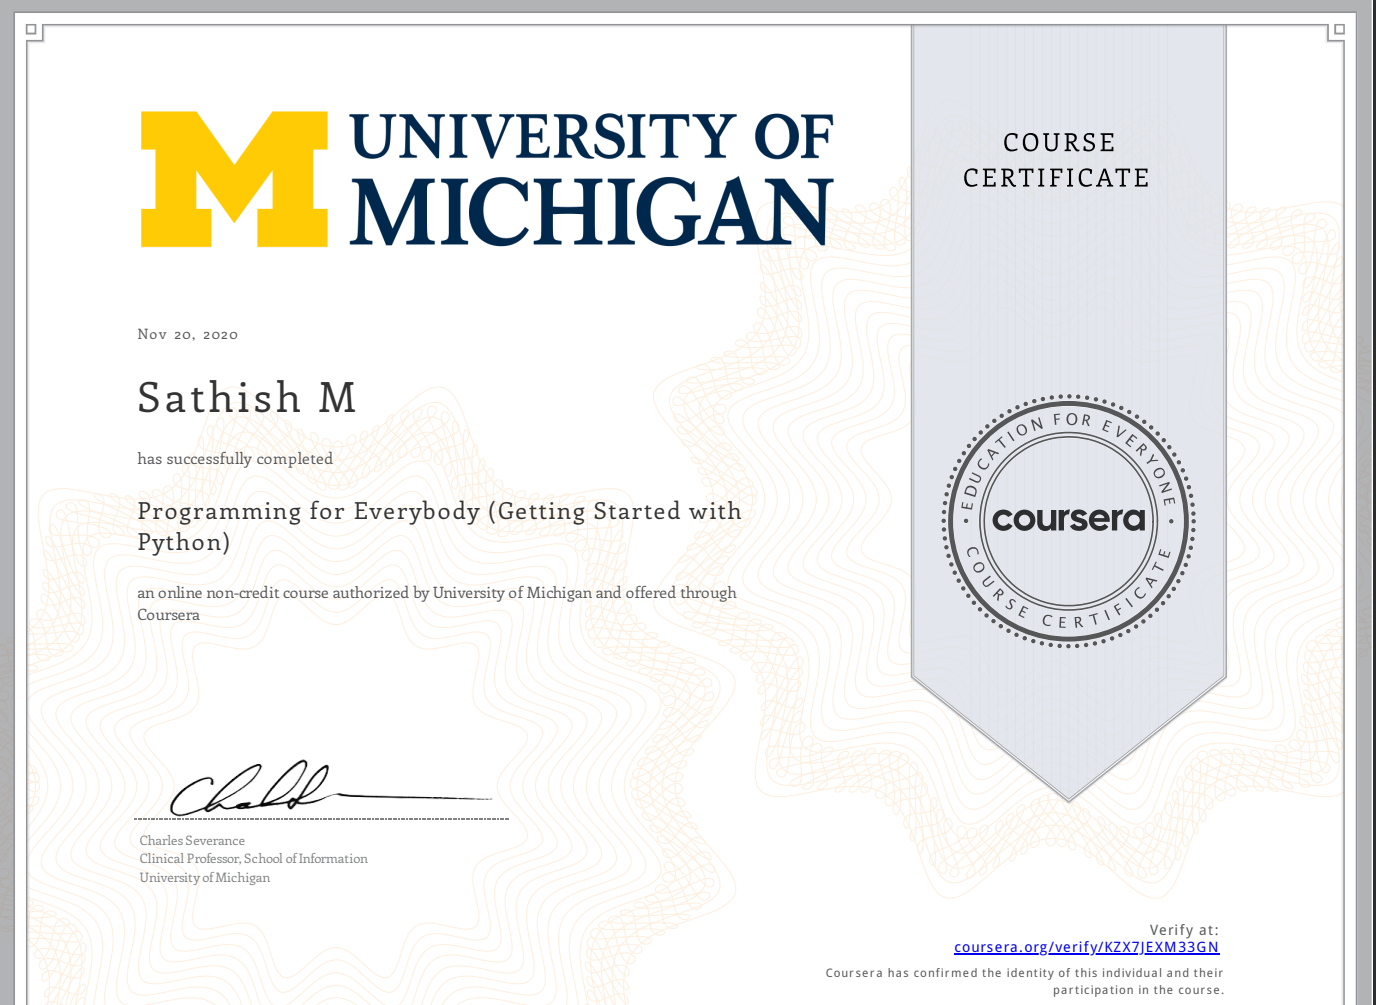 UNIVERSITY OF
MICHIGAN
COURSE
CERTIFICATE
Nov 20, 2020
Sathish M
has successfully completed
Programming for Everybody (Getting Started with
Python)
an online non-credit course authorized by University of Michigan and offered through
Coursera
EDUCATION FOR EVERYONE
coursera
COURSE CERTIFICATE
Charles Severance
Clinical Professor, School of Information
University of Michigan
Verify at:
coursera.org/verify/KZX7JEXM33GN
Coursera has confirmed the identity of this individual and their
participation in the course.